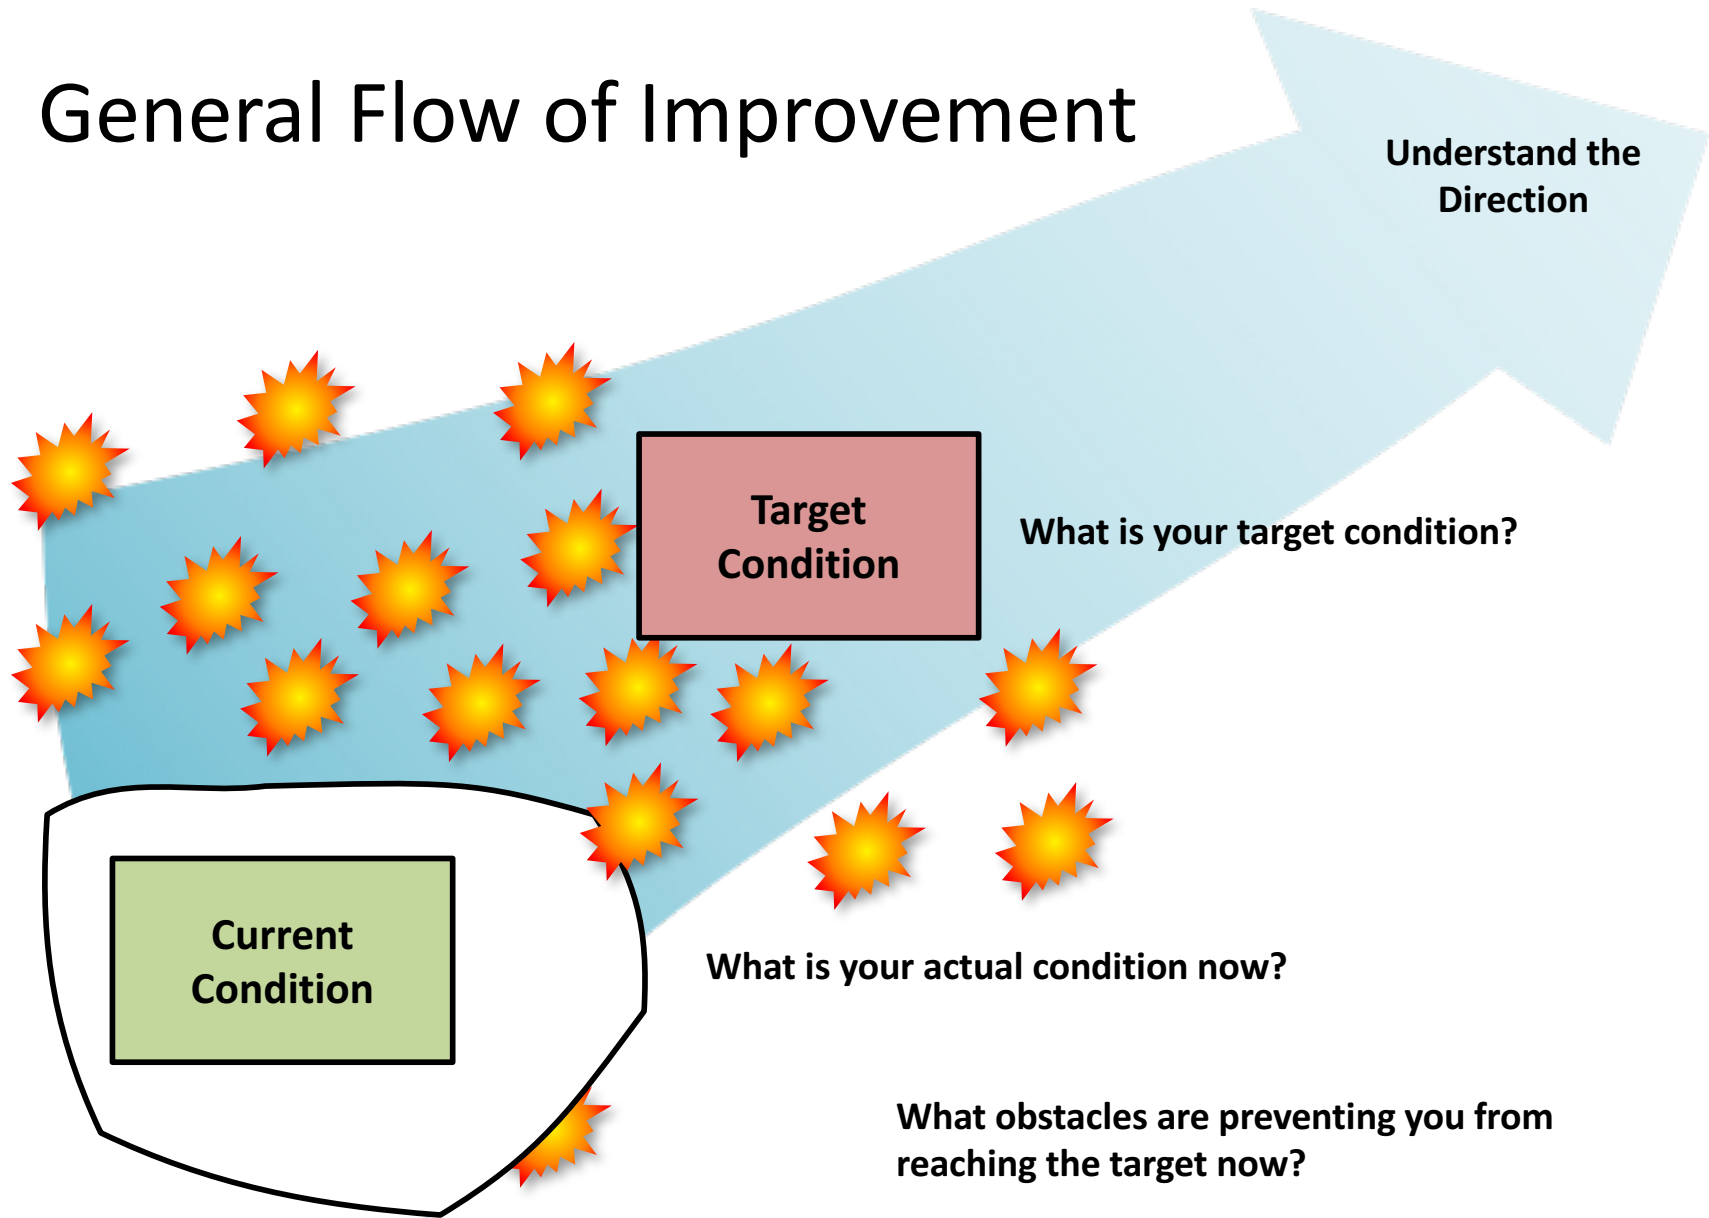 General Flow of Improvement
Understand the
Direction
Target
Condition
What is your target condition?
Current
Condition
What is your actual condition now?
What obstacles are preventing you from
reaching the target now?